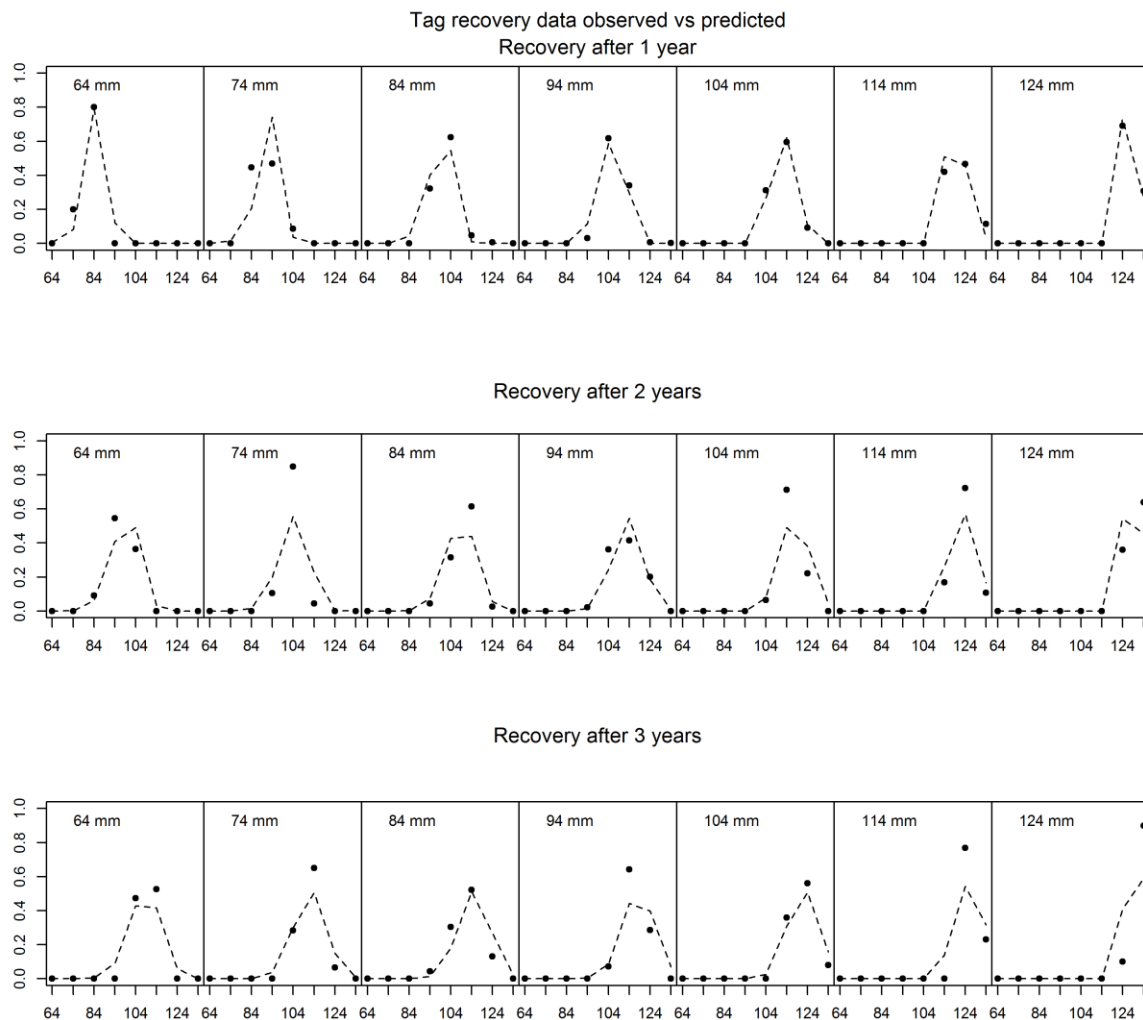 Tag recovery data observed vs predicted
Recovery after 1 year
64 mm 74 mm 84 mm 94 mm 104 mm 114 mm 124 mm
1.0
0.8
0.6
0.4
0.2
0.0
64 84 104 124 64 84 104 124 64 84 104 124 64 84 104 124 64 84 104 124 64 84 104 124 64 84 104 124
Recovery after 2 years
64 mm 74 mm 84 mm 94 mm 104 mm 114 mm 124 mm
1.0
0.8
0.6
0.4
0.2
0.0
64 84 104 124 64 84 104 124 64 84 104 124 64 84 104 124 64 84 104 124 64 84 104 124 64 84 104 124
Recovery after 3 years
64 mm 74 mm 84 mm 94 mm 104 mm 114 mm 124 mm
1.0
0.8
0.6
0.4
0.2
0.0
64 84 104 124 64 84 104 124 64 84 104 124 64 84 104 124 64 84 104 124 64 84 104 124 64 84 104 124